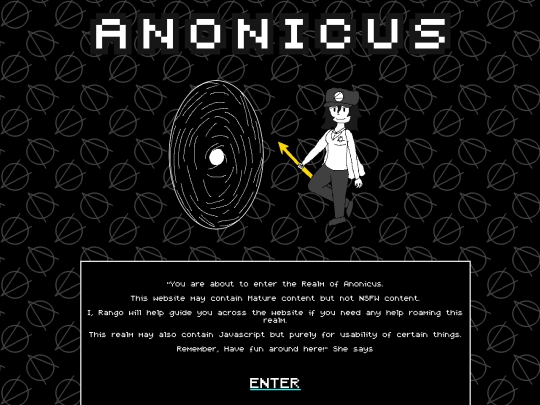 ANONICUS
"You are about to enter the Realm of Anonicus.
This website may contain Mature content but not NSFW content.
I, Rango will help guide you across the website if you need any help roaming this
realm.
This realm may also contain Javascript but purely for usability of certain things.
Remember, Have fun around here!" She says
ENTER